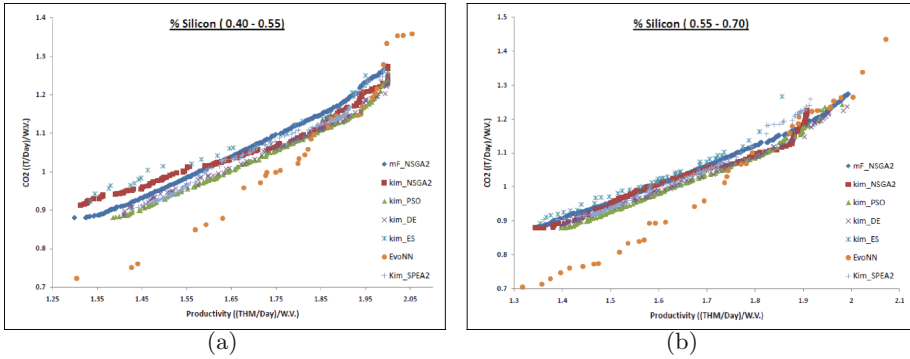 % Silicon ( 0.40 - 0.55)
CO2 (T/Day)/W.V.)
1.4
1.3
1.2
1.1
1
0.9
0.8
0.7
mF_NSGA2
kim_NSGA2
kim_PSO
kim_DE
kim_ES
EvoNN
Kim_SPEA2
1.25 1.35 1.45 1.55 1.65 1.75 1.85 1.95 2.05
Productivity ((THM/Day)/W.V.)
(a)
% Silicon ( 0.55 - 0.70)
CO2 (T/Day)/W.V.)
1.5
1.4
1.3
1.2
1.1
1
0.9
0.8
0.7
mF_NSGA2
kim_NSGA2
kim_PSO
kim_DE
kim_ES
EvoNN
Kim_SPEA2
1.3 1.4 1.5 1.6 1.7 1.8 1.9 2 2.1
Productivity ((THM/Day)/W.V.)
(b)